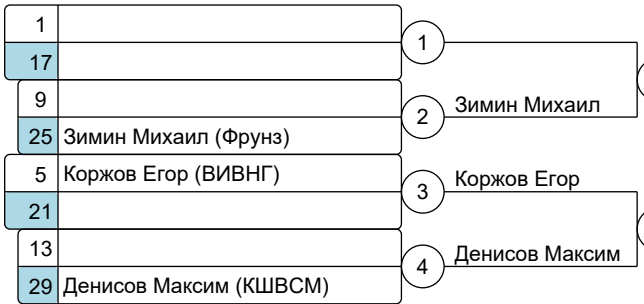 1
17
1
9
25 Зимин Михаил (Фрунз)
2
Зимин Михаил
5 Коржов Егор (ВИВНГ)
21
3
Коржов Егор
13
29 Денисов Максим (КШВСМ)
4
Денисов Максим